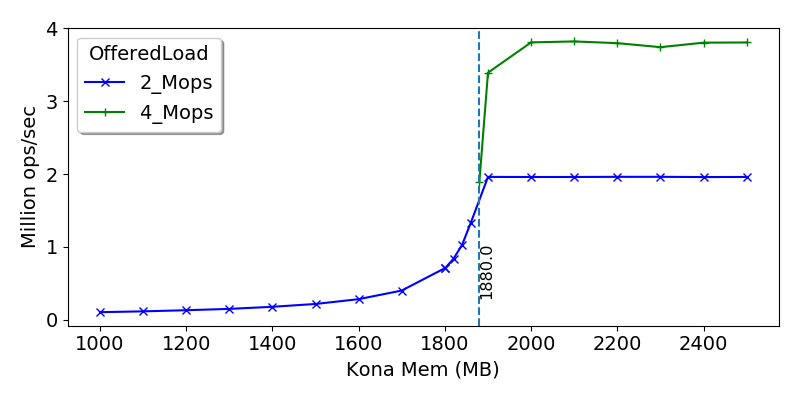 OfferedLoad
2_Mops
4_Mops
Million ops/sec
4
3
2
1
0
1880.0
1000 1200 1400 1600 1800 2000 2200 2400
Kona Mem (MB)